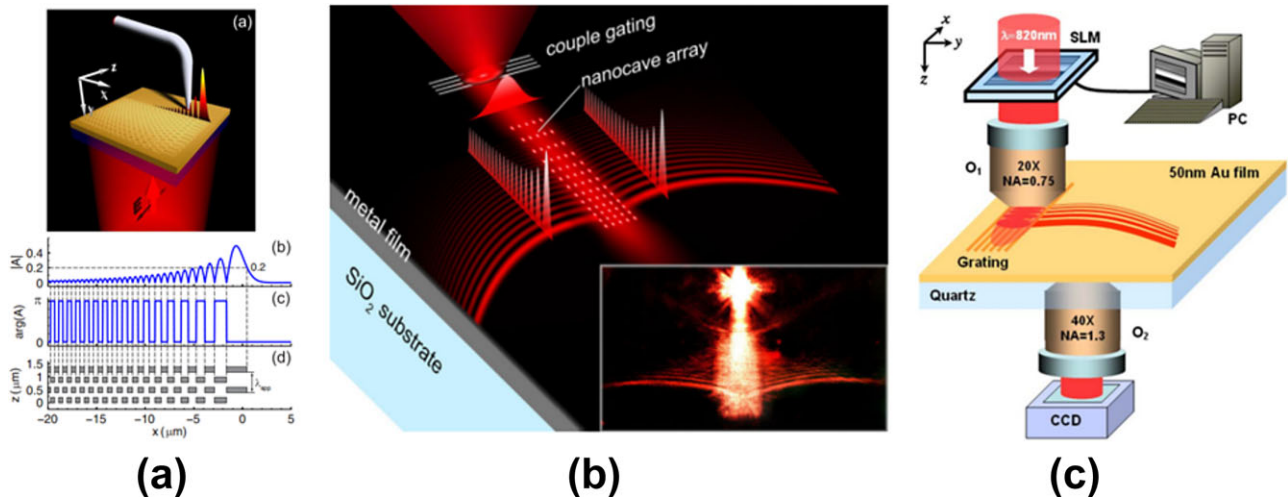 (a)
z
x
y
(b)
|A|
0.4
0.2
0.2
(c)
arg(A)
π
0
(d)
z (μm)
1.5
1
0.5
0
λspp
-20 -15 -10 -5 0 5
x (μm)
(a)
couple gating
nanocave array
metal film
SiO2 substrate
(b)
x
y
z
λ=820nm
SLM
PC
O1
20X
NA=0.75
50nm Au film
Grating
Quartz
40X
NA=1.3
O2
CCD
(c)